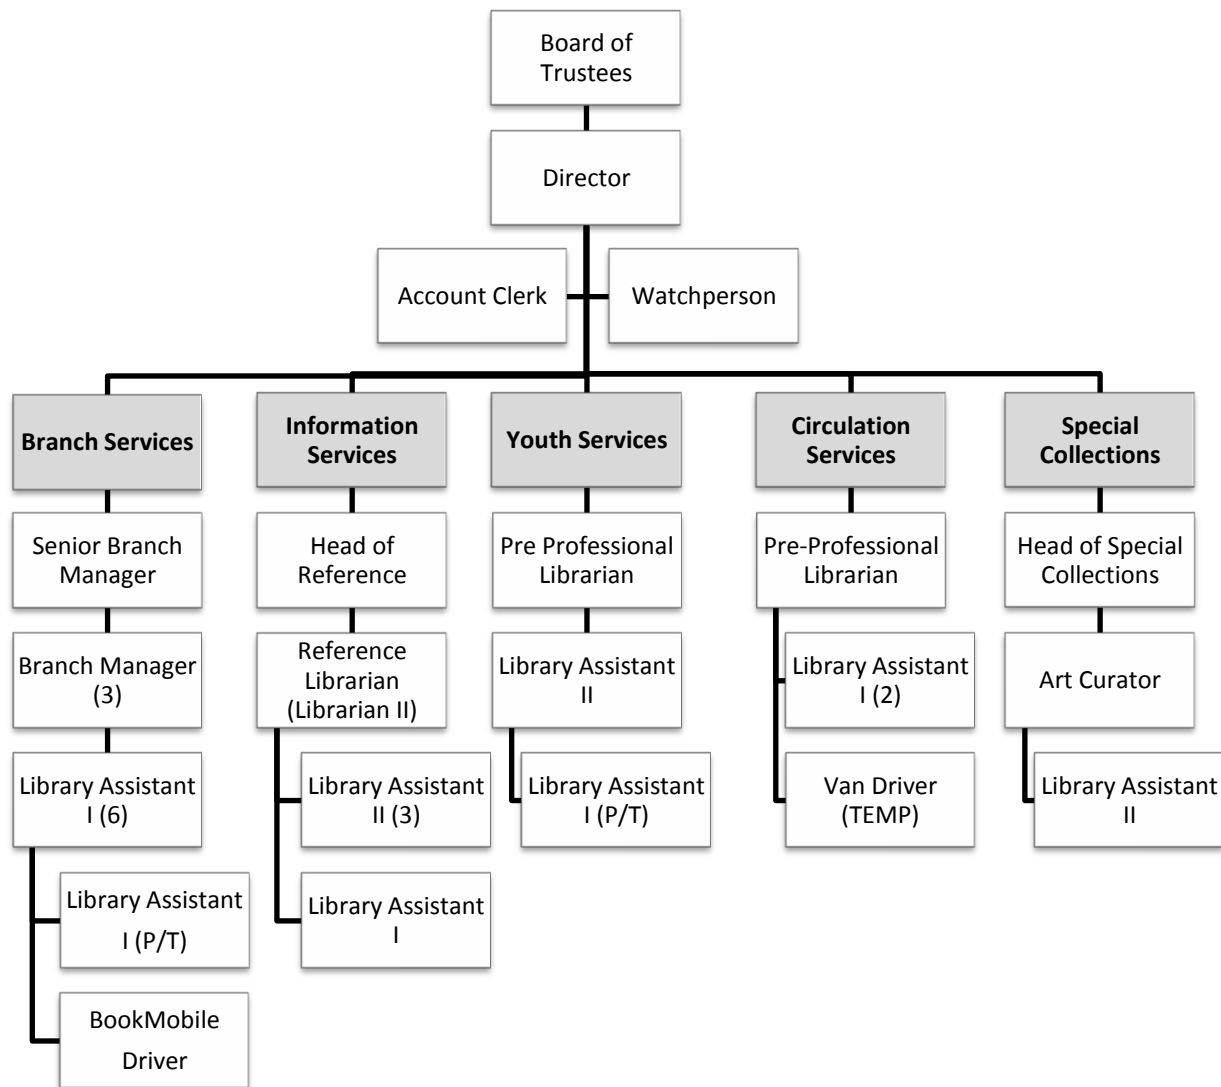 Board of
Trustees
Director
Account Clerk
Watchperson
Branch Services
Information
Services
Youth Services
Circulation
Services
Special
Collections
Senior Branch
Manager
Head of
Reference
Pre Professional
Librarian
Pre-Professional
Librarian
Head of Special
Collections
Branch Manager
(3)
Reference
Librarian
(Librarian II)
Library Assistant
II
Library Assistant
I (2)
Art Curator
Library Assistant
I (6)
Library Assistant
II (3)
Library Assistant
I (P/T)
Van Driver
(TEMP)
Library Assistant
II
Library Assistant
I (P/T)
Library Assistant
I
BookMobile
Driver